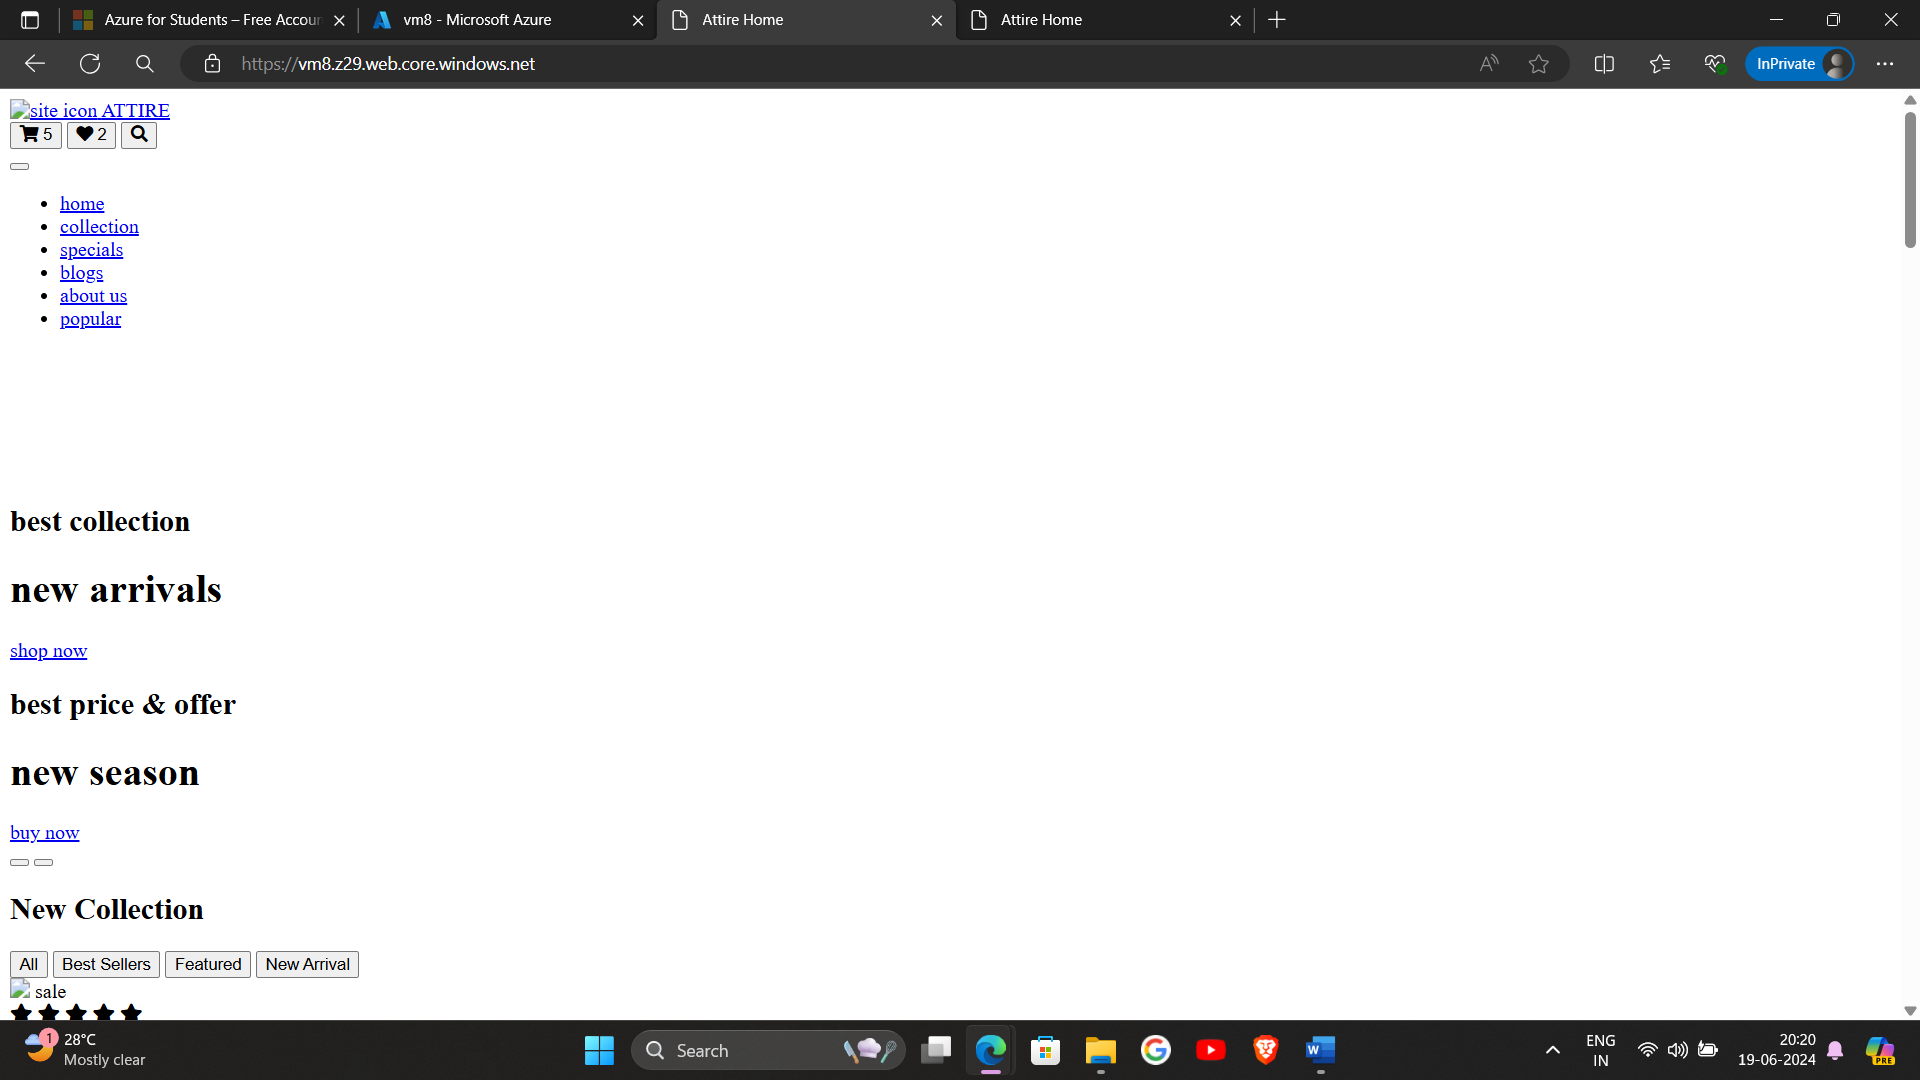 Azure for Students – Free Accoun
vm8 - Microsoft Azure
Attire Home
Attire Home
https://vm8.z29.web.core.windows.net
InPrivate
site icon ATTIRE
5
2
home
collection
specials
blogs
about us
popular
best collection
new arrivals
shop now
best price & offer
new season
buy now
New Collection
All Best Sellers Featured New Arrival
sale
1
28°C
Mostly clear
Search
W
ENG
IN
20:20
19-06-2024
PRE